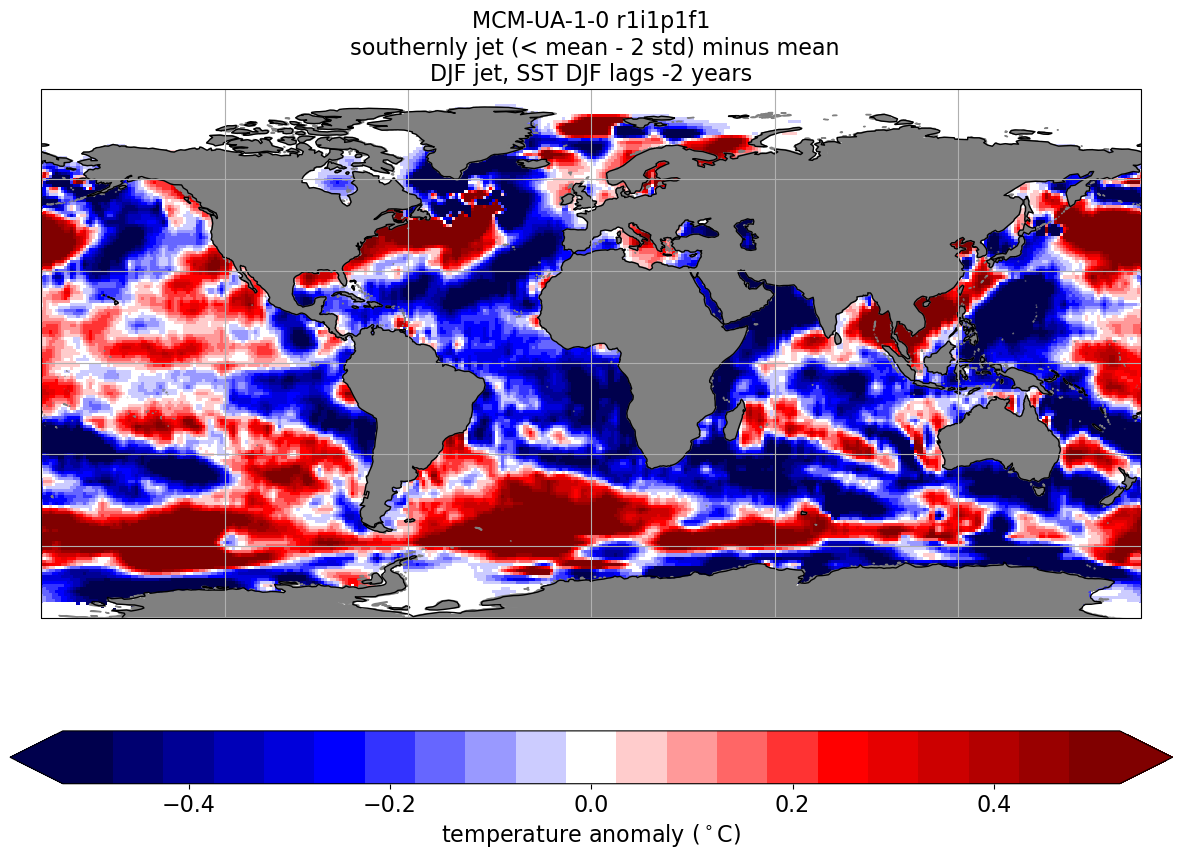 MCM-UA-1-0 r1i1p1f1
southernly jet (< mean - 2 std) minus mean
DJF jet, SST DJF lags -2 years
−0.4 −0.2 0.0 0.2 0.4
temperature anomaly (°C)